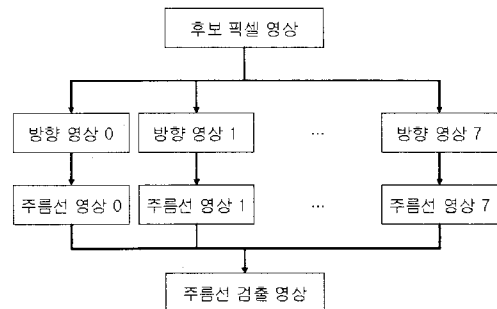 후보 픽셀 영상
방향 영상 0
방향 영상 1
...
방향 영상 7
주름선 영상 0
주름선 영상 1
...
주름선 영상 7
주름선 검출 영상